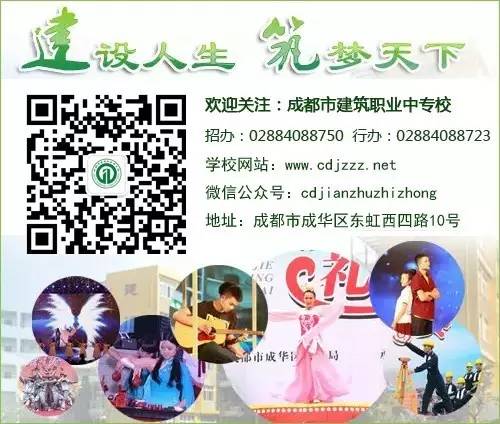 建设人生 筑梦天下
欢迎关注：成都市建筑职业中专校
招办：02884088750 行办：02884088723
学校网站：www.cdjzzz.net
微信公众号：cdjianzhuzhizhong
地址：成都市成华区东虹西四路10号
礼